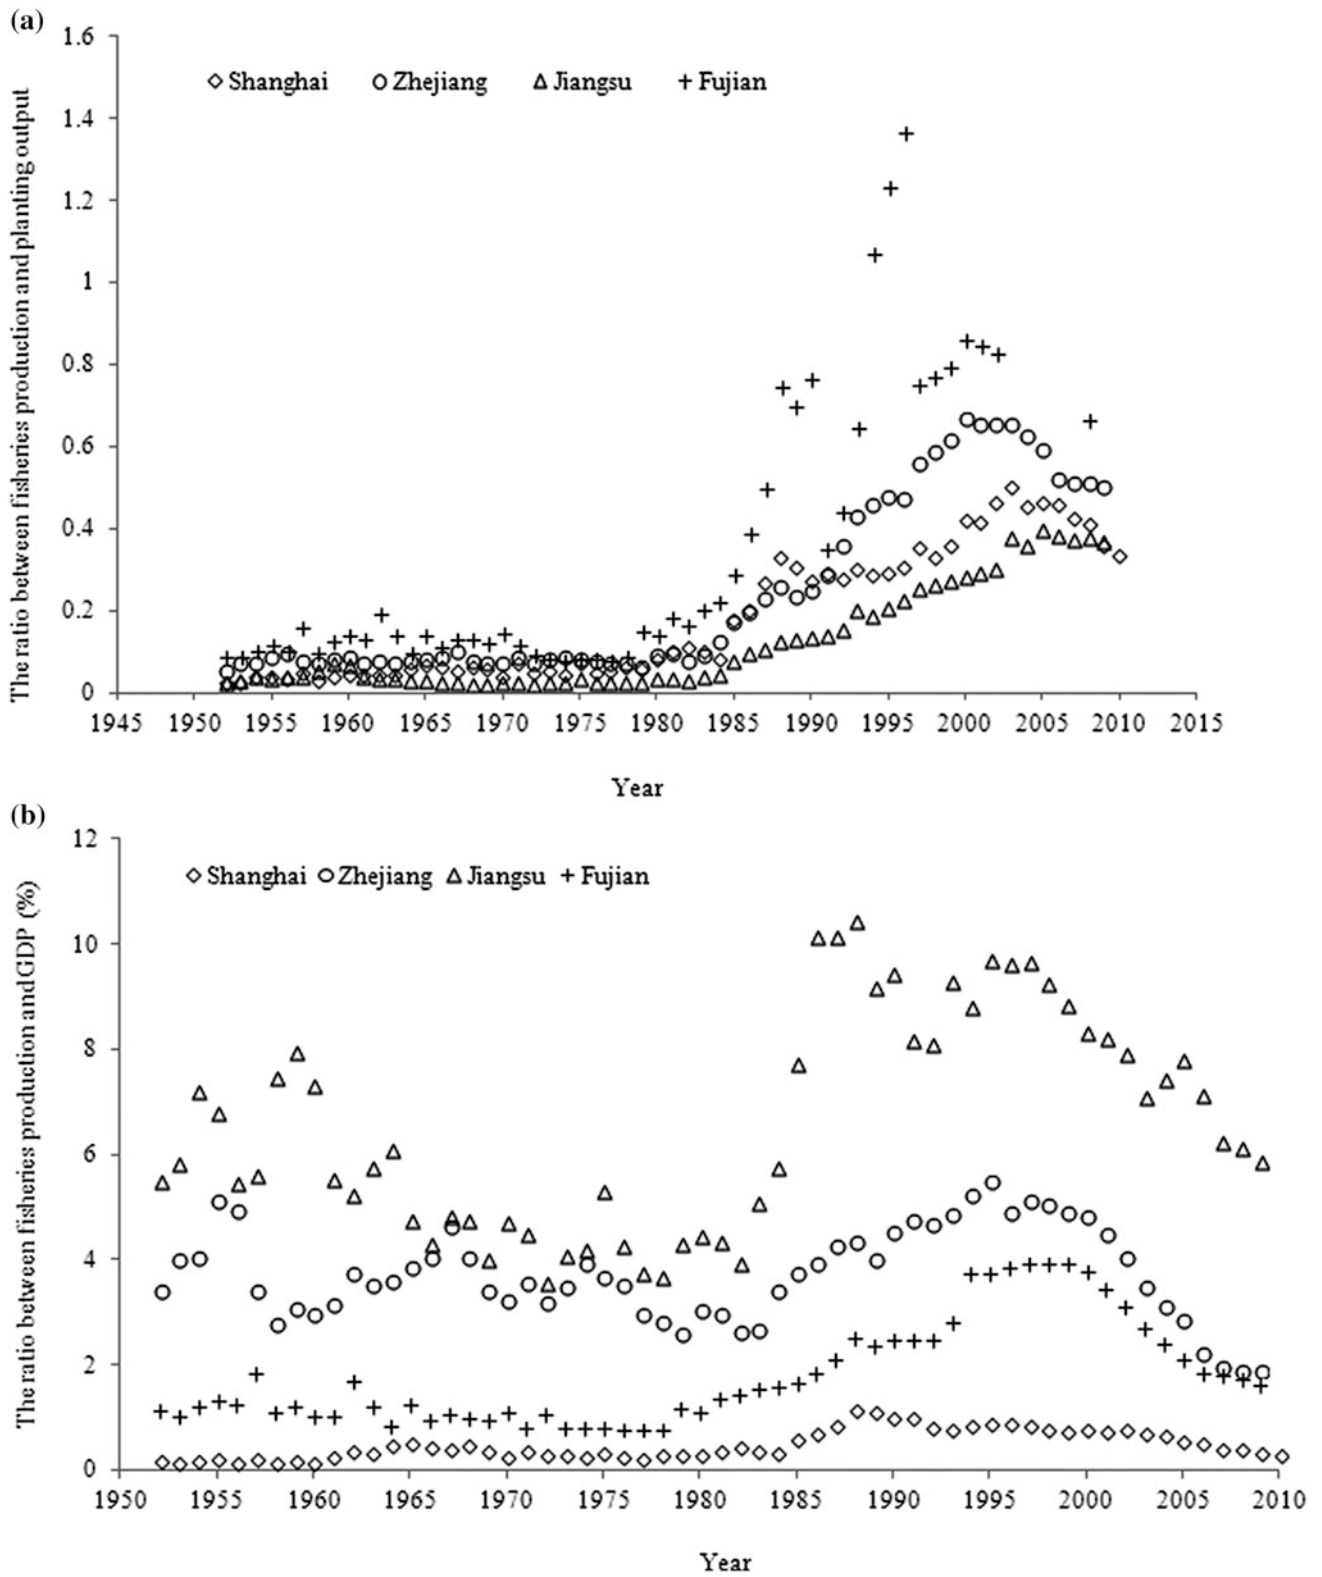 (a)
The ratio between fisheries production and planting output
1.6
1.4
1.2
1
0.8
0.6
0.4
0.2
0
Shanghai Zhejiang Jiangsu Fujian
1945 1950 1955 1960 1965 1970 1975 1980 1985 1990 1995 2000 2005 2010 2015
Year
(b)
The ratio between fisheries production and GDP (%)
12
10
8
6
4
2
0
Shanghai Zhejiang Jiangsu Fujian
1950 1955 1960 1965 1970 1975 1980 1985 1990 1995 2000 2005 2010
Year